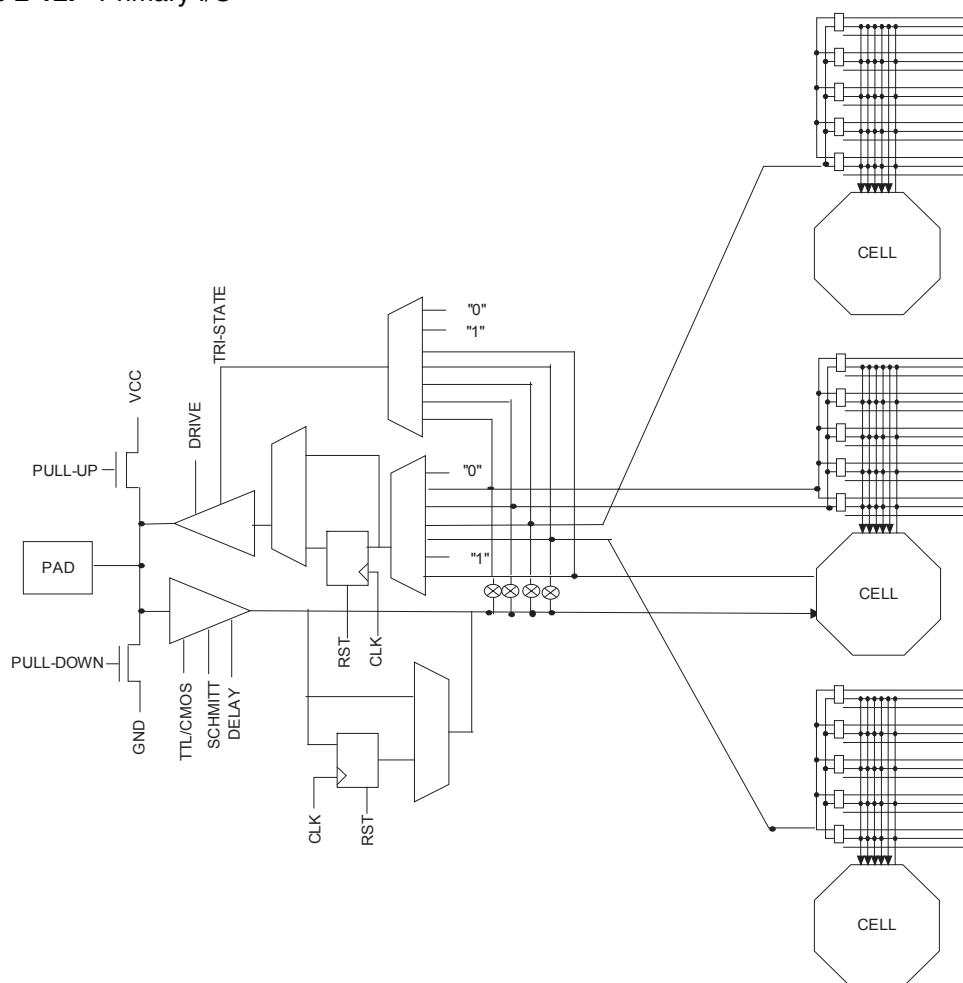 Primary I/O
CELL
"0"
"1"
TRI-STATE
VCC
DRIVE
PULL-UP
"0"
PAD
"1"
CELL
RST
CLK
PULL-DOWN
GND
TTL/CMOS
SCHMITT
DELAY
CLK
RST
CELL